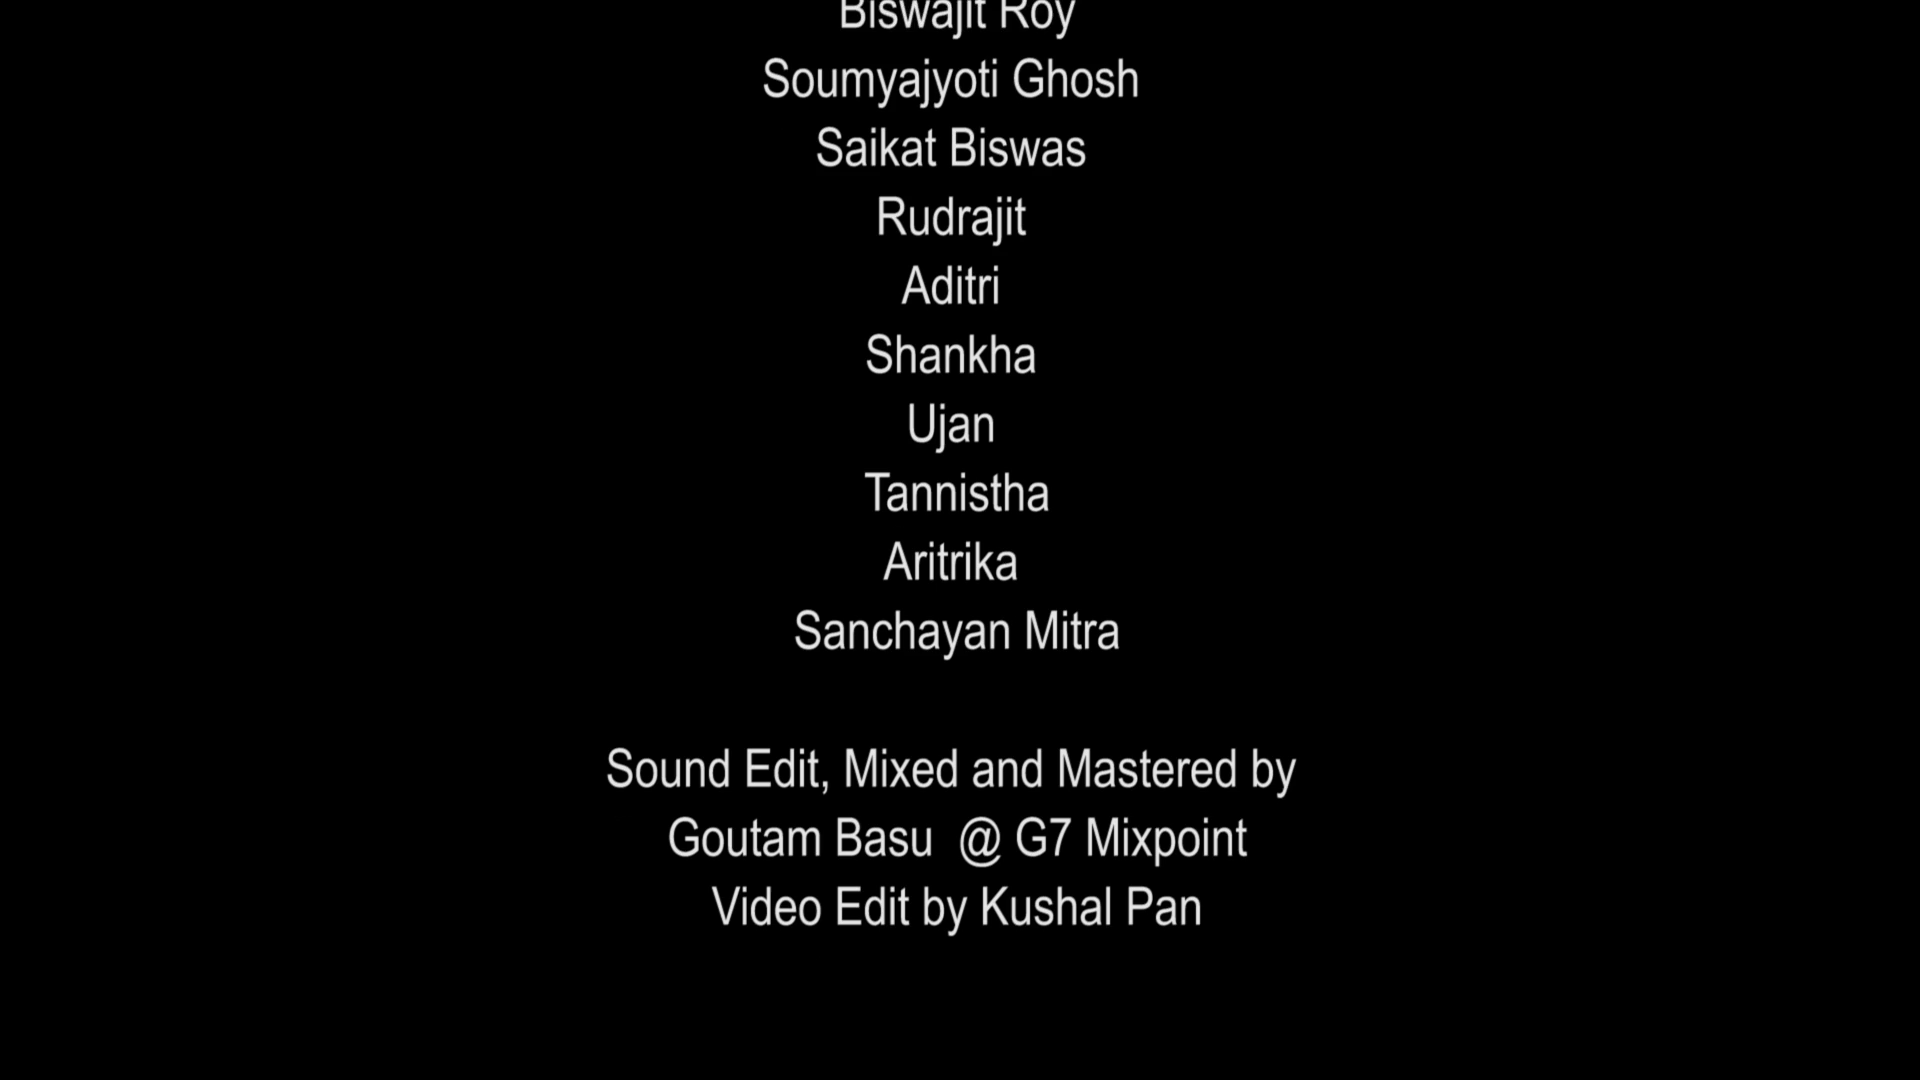 Biswajit Roy
Soumyajyoti Ghosh
Saikat Biswas
Rudrajit
Aditri
Shankha
Ujan
Tannistha
Aritrika
Sanchayan Mitra
Sound Edit, Mixed and Mastered by
Goutam Basu  @ G7 Mixpoint
Video Edit by Kushal Pan